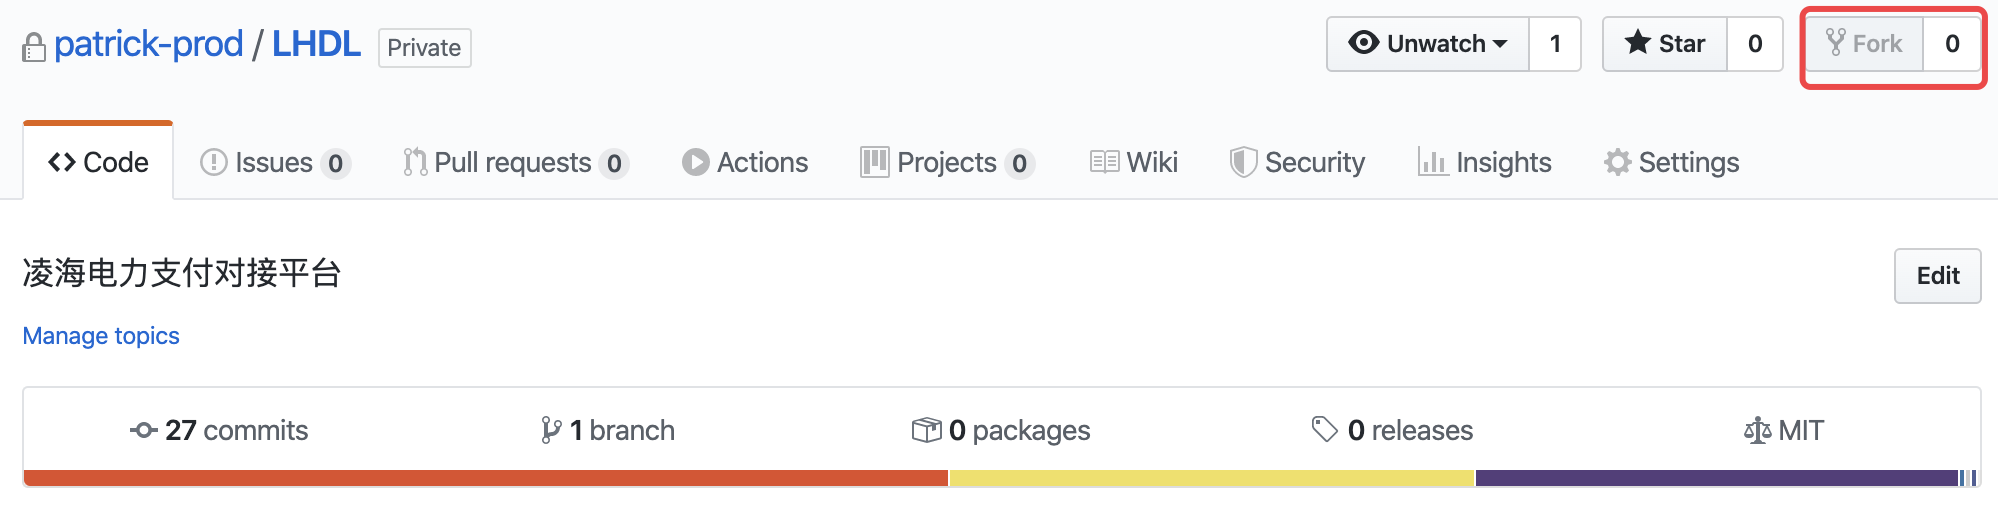 patrick-prod / LHDL Private Unwatch 1 Star 0 Fork 0
Code Issues 0 Pull requests 0 Actions Projects 0 Wiki Security Insights Settings
凌海电力支付对接平台 Edit
Manage topics
27 commits 1 branch 0 packages 0 releases MIT